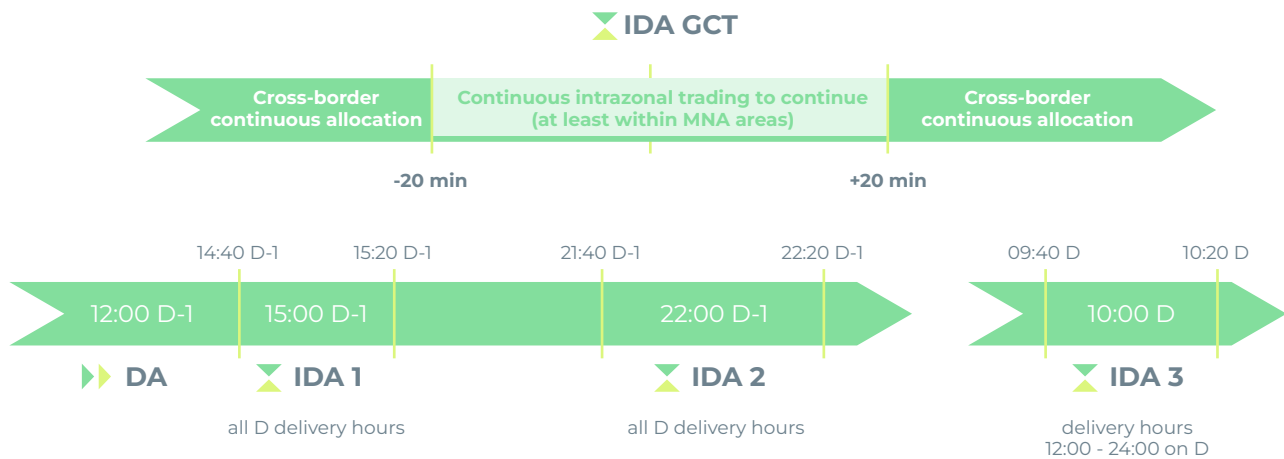 IDA GCT
Cross-border
continuous allocation
Continuous intrazonal trading to continue
(at least within MNA areas)
Cross-border
continuous allocation
-20 min
+20 min
14:40 D-1
15:20 D-1
21:40 D-1
22:20 D-1
09:40 D
10:20 D
12:00 D-1
15:00 D-1
22:00 D-1
10:00 D
DA
IDA 1
IDA 2
IDA 3
all D delivery hours
all D delivery hours
delivery hours
12:00 - 24:00 on D